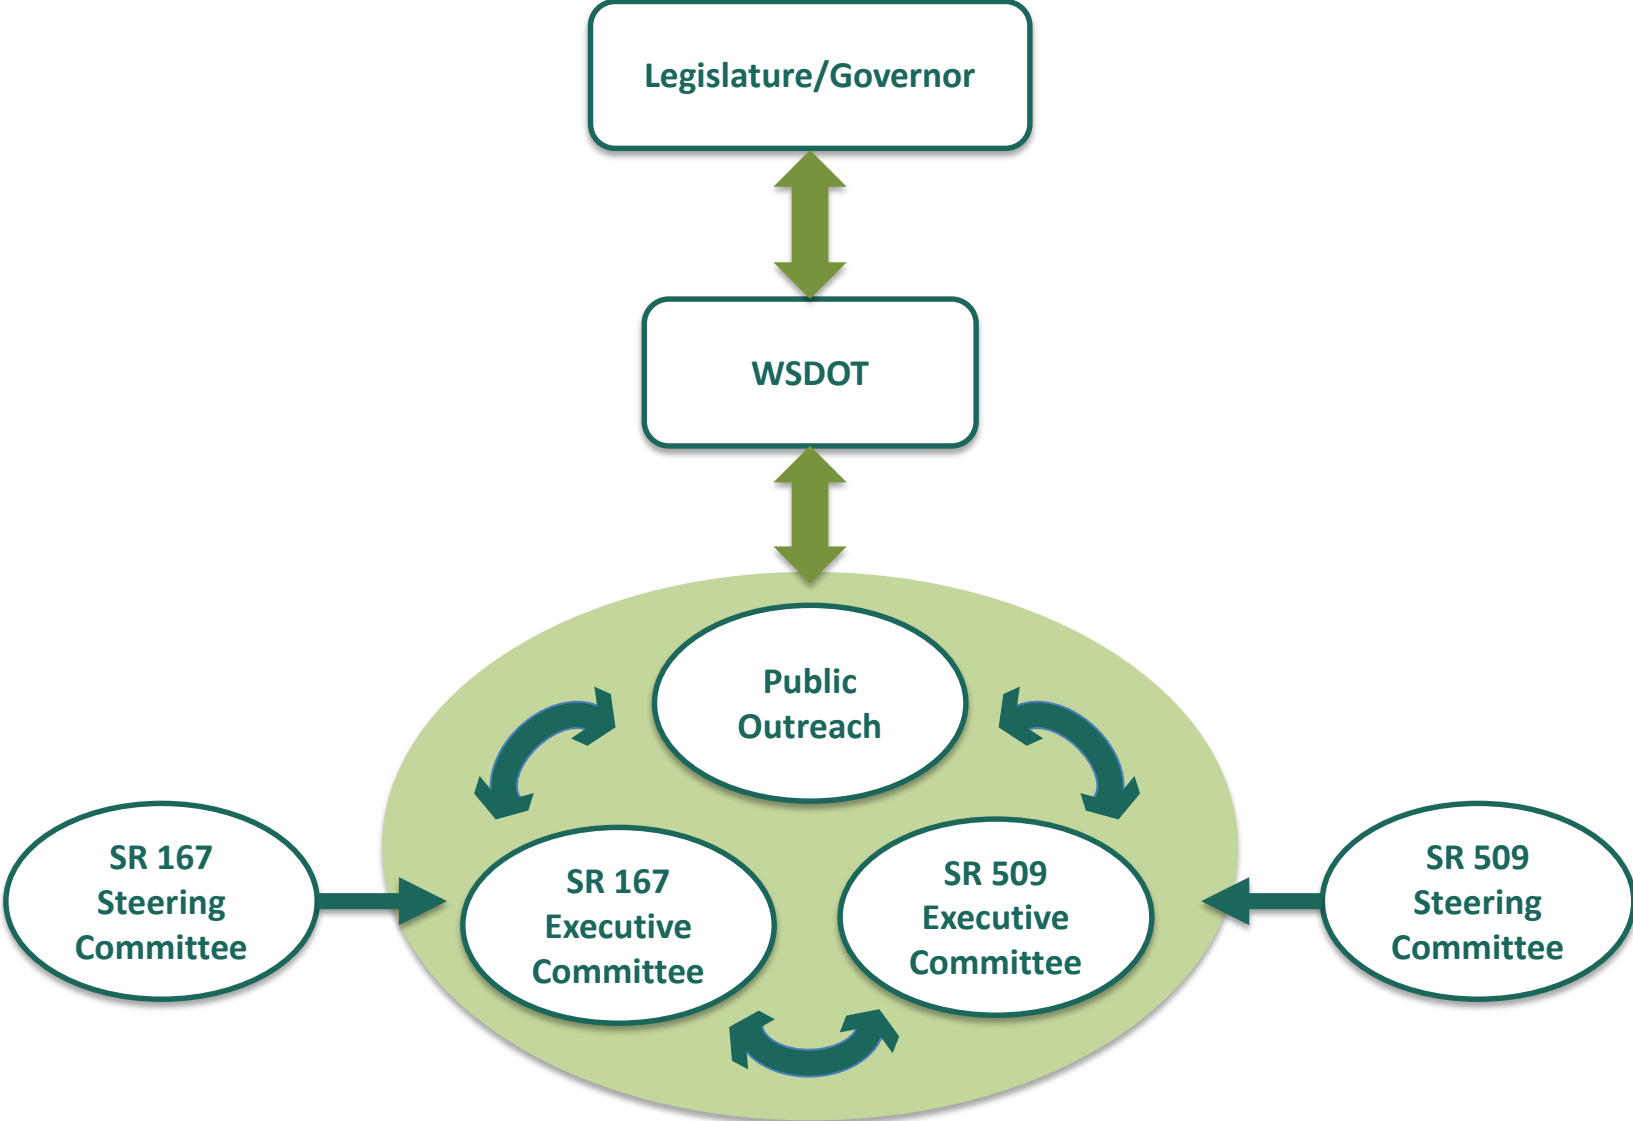 Legislature/Governor
WSDOT
Public
Outreach
SR 167
Steering
Committee
SR 167
Executive
Committee
SR 509
Executive
Committee
SR 509
Steering
Committee